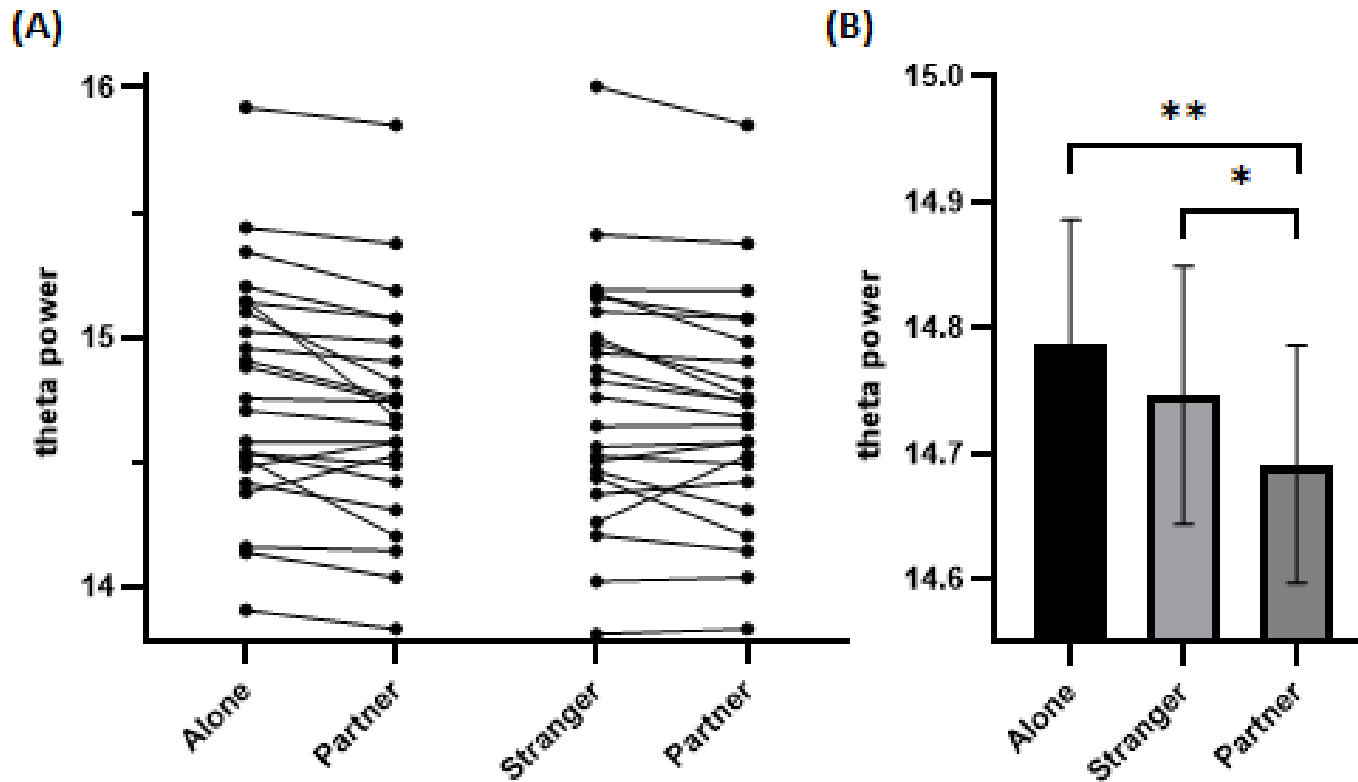 (A)
theta power
16
15
14
Alone
Partner
Stranger
Partner
(B)
theta power
15.0
14.9
14.8
14.7
14.6
**
*
Alone
Stranger
Partner